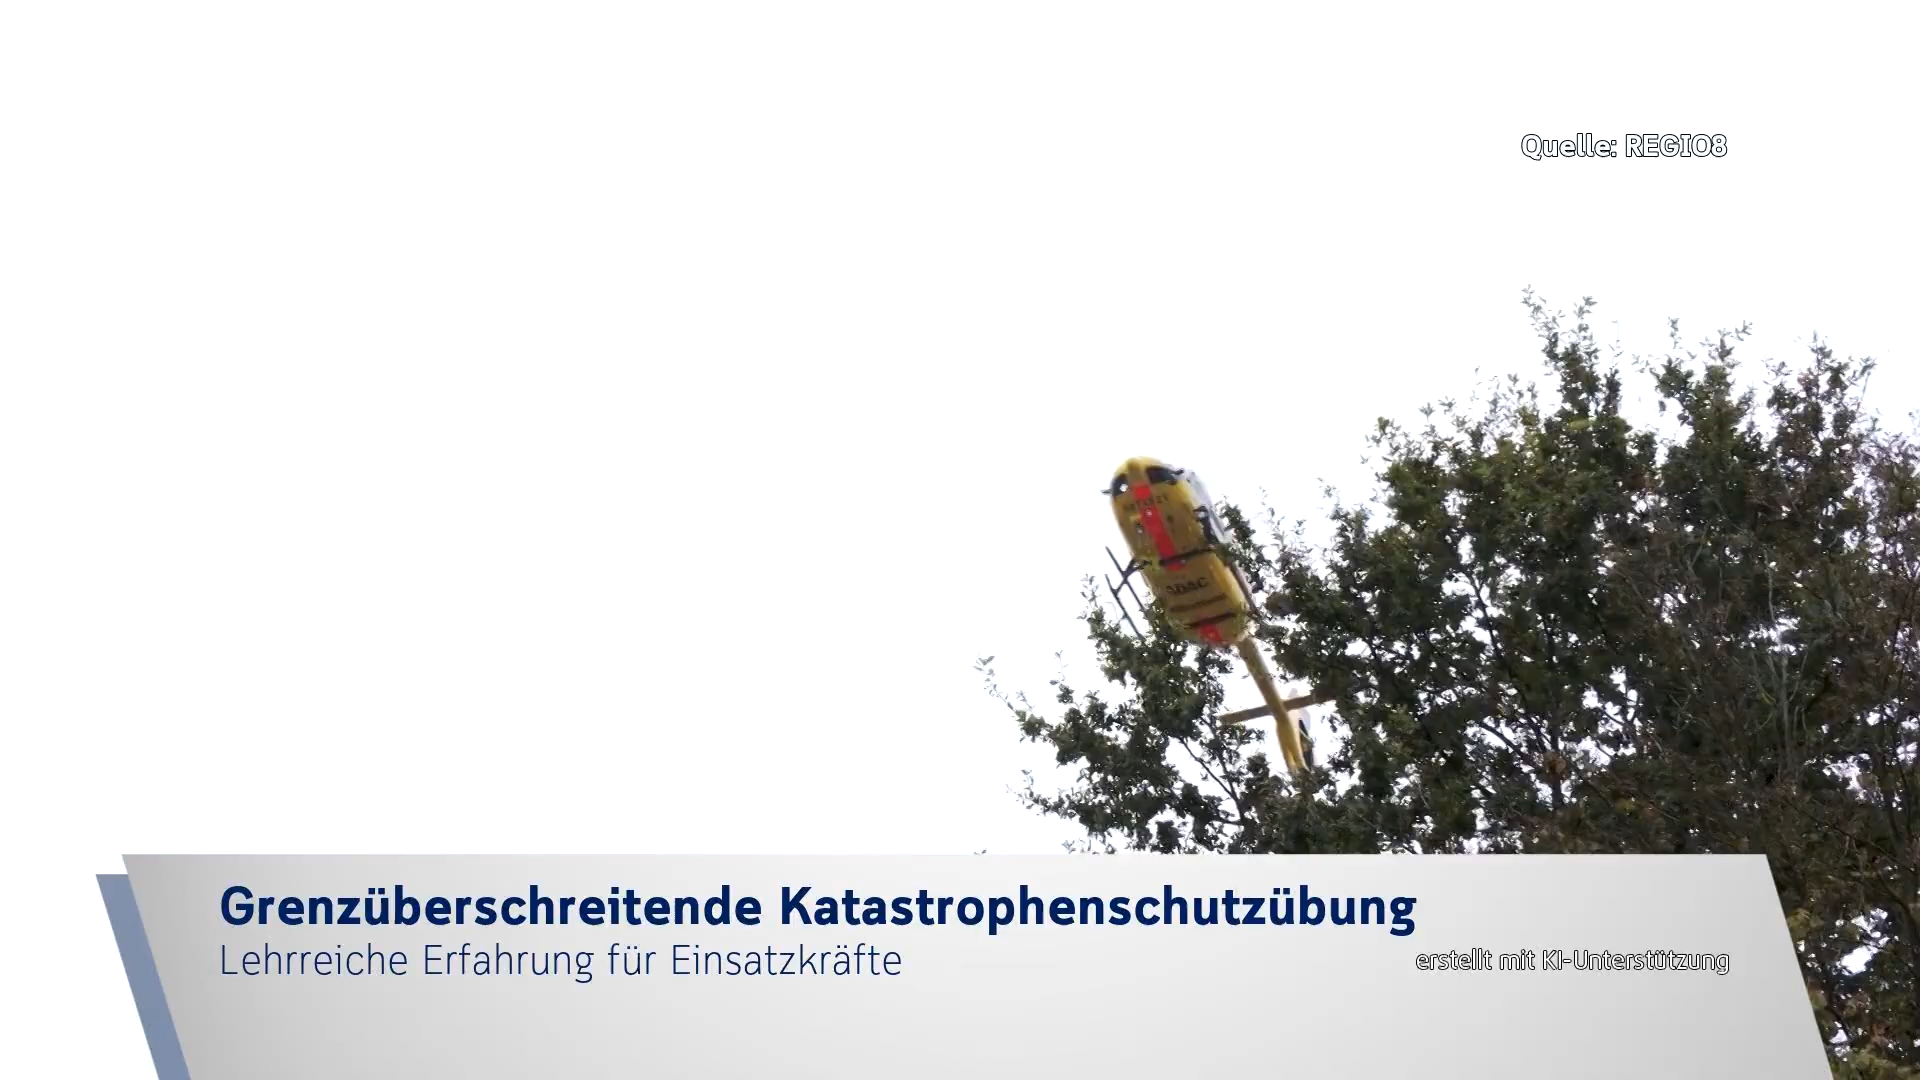 Quelle: REGIO8
ADAC
Grenzüberschreitende Katastrophenschutzübung
Lehrreiche Erfahrung für Einsatzkräfte
erstellt mit KI-Unterstützung